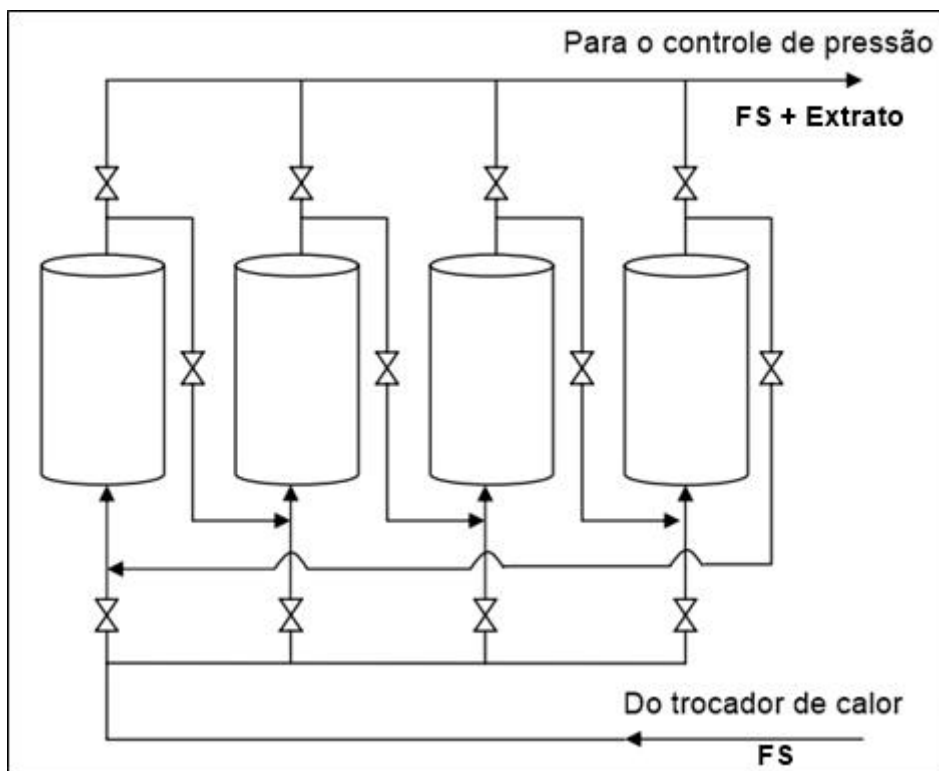 Para o controle de pressão
FS + Extrato
Do trocador de calor
FS